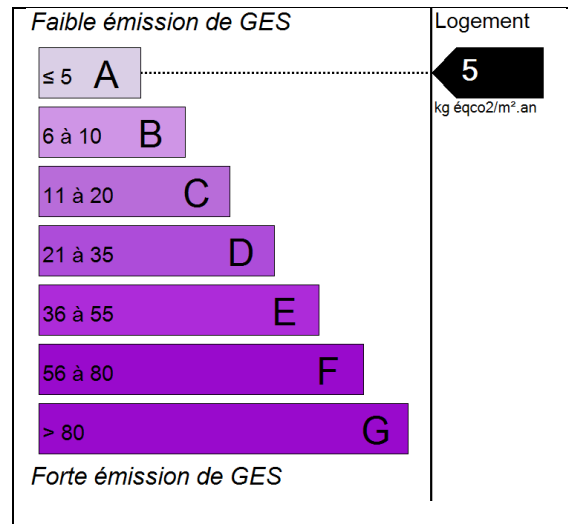 Faible émission de GES
Logement
≤ 5 A
5
kg éqco2/m².an
6 à 10 B
11 à 20 C
21 à 35 D
36 à 55 E
56 à 80 F
> 80 G
Forte émission de GES